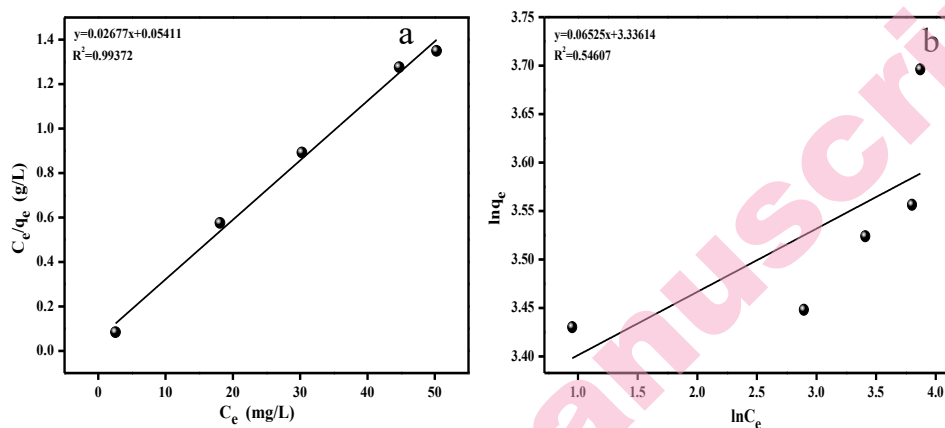 y=0.02677x+0.05411
R²=0.99372
a
1.4
1.2
1.0
0.8
0.6
0.4
0.2
0.0
Cₑ/qₑ (g/L)
0 10 20 30 40 50
Cₑ (mg/L)
y=0.06525x+3.33614
R²=0.54607
b
3.75
3.70
3.65
3.60
3.55
3.50
3.45
3.40
lnqₑ
1.0 1.5 2.0 2.5 3.0 3.5 4.0
lnCₑ
anuscri